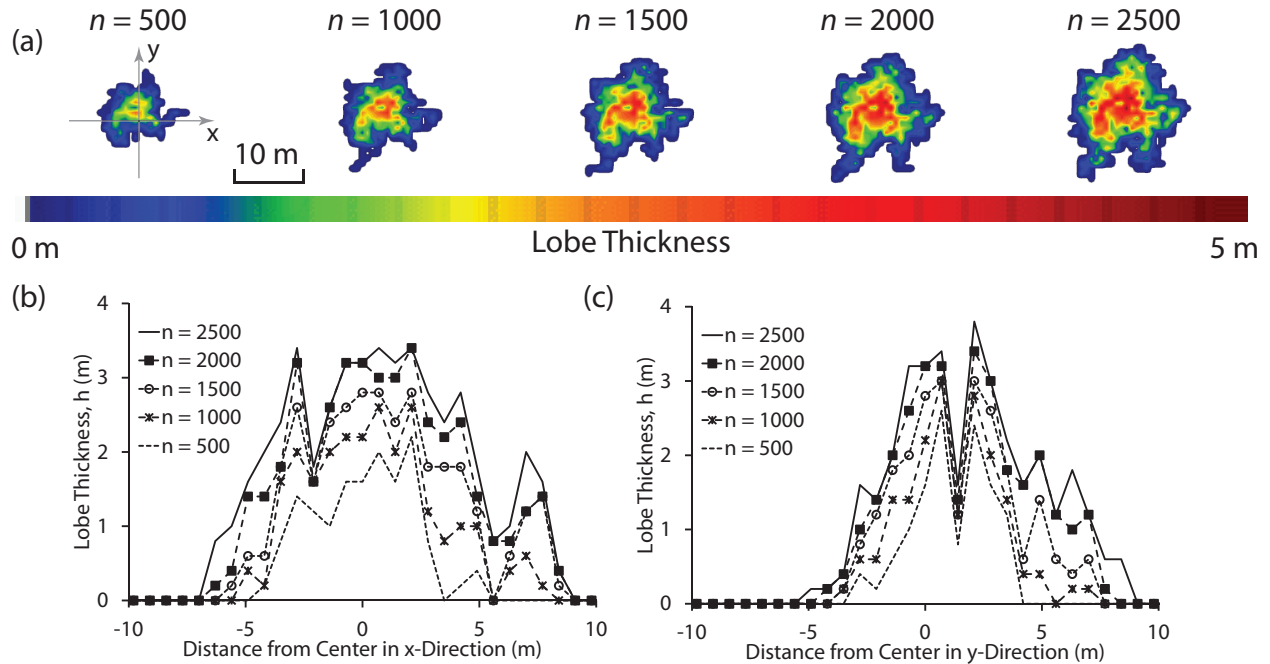 n = 500 n = 1000 n = 1500 n = 2000 n = 2500
(a)
y
x
10 m
0 m Lobe Thickness 5 m
(b)
4
3
2
1
0
Lobe Thickness, h (m)
n = 2500
n = 2000
n = 1500
n = 1000
n = 500
-10 -5 0 5 10
Distance from Center in x-Direction (m)
(c)
4
3
2
1
0
Lobe Thickness, h (m)
n = 2500
n = 2000
n = 1500
n = 1000
n = 500
-10 -5 0 5 10
Distance from Center in y-Direction (m)